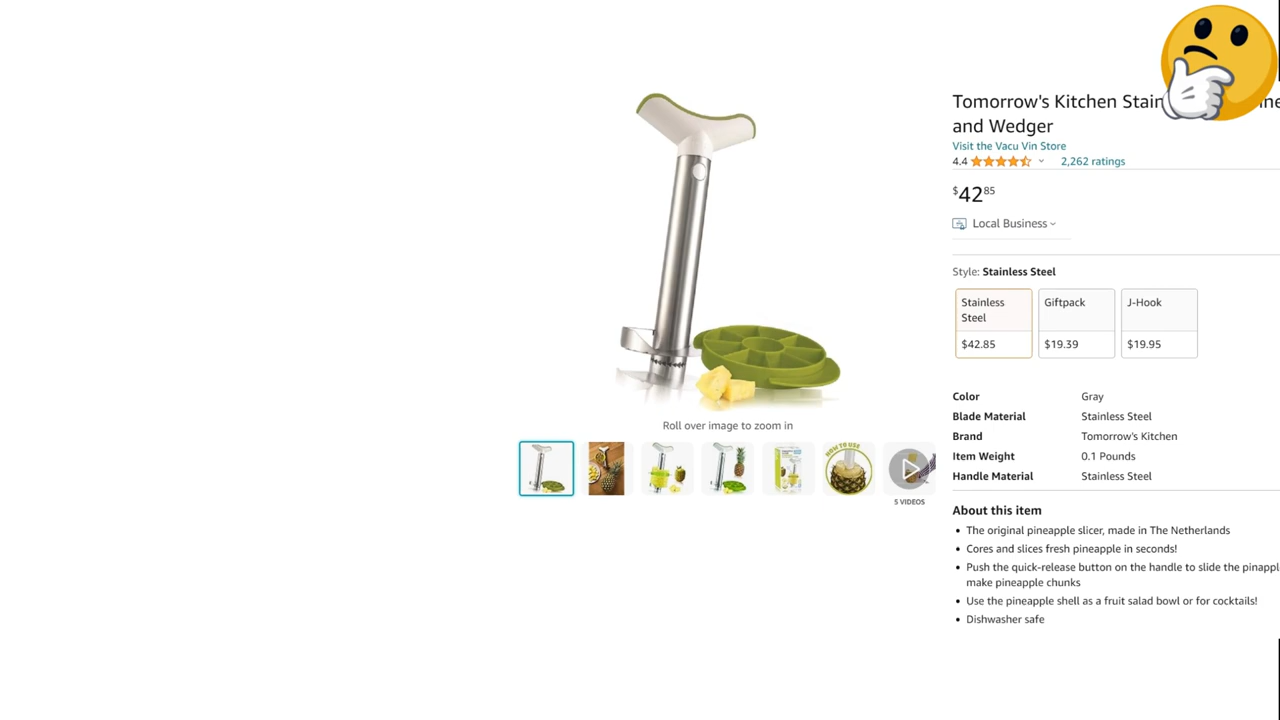 Tomorrow's Kitchen
and Wedger
Visit the Vacu Vin Store
4.4 2,262 ratings
$42 85
Local Business
Style: Stainless Steel
Stainless Steel
$42.85
Giftpack
$19.39
J-Hook
$19.95
Color Gray
Blade Material Stainless Steel
Brand Tomorrow's Kitchen
Item Weight 0.1 Pounds
Handle Material Stainless Steel
About this item
The original pineapple slicer, made in The Netherlands
Cores and slices fresh pineapple in seconds!
Push the quick-release button on the handle to slide the
make pineapple chunks
Use the pineapple shell as a fruit salad bowl or for cocktails!
Dishwasher safe
Roll over image to zoom in
HOW TO USE
5 VIDEOS